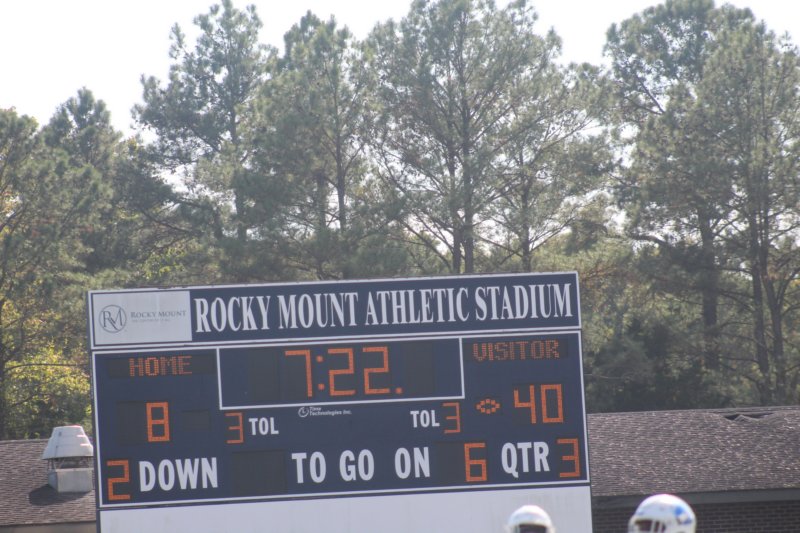 ROCKY MOUNT ATHLETIC STADIUM
RM ROCKY MOUNT
HOME 7:22. VISITOR
8 3 TOL Time Technologies Inc. TOL 3 40
2 DOWN TO GO ON 6 QTR 3